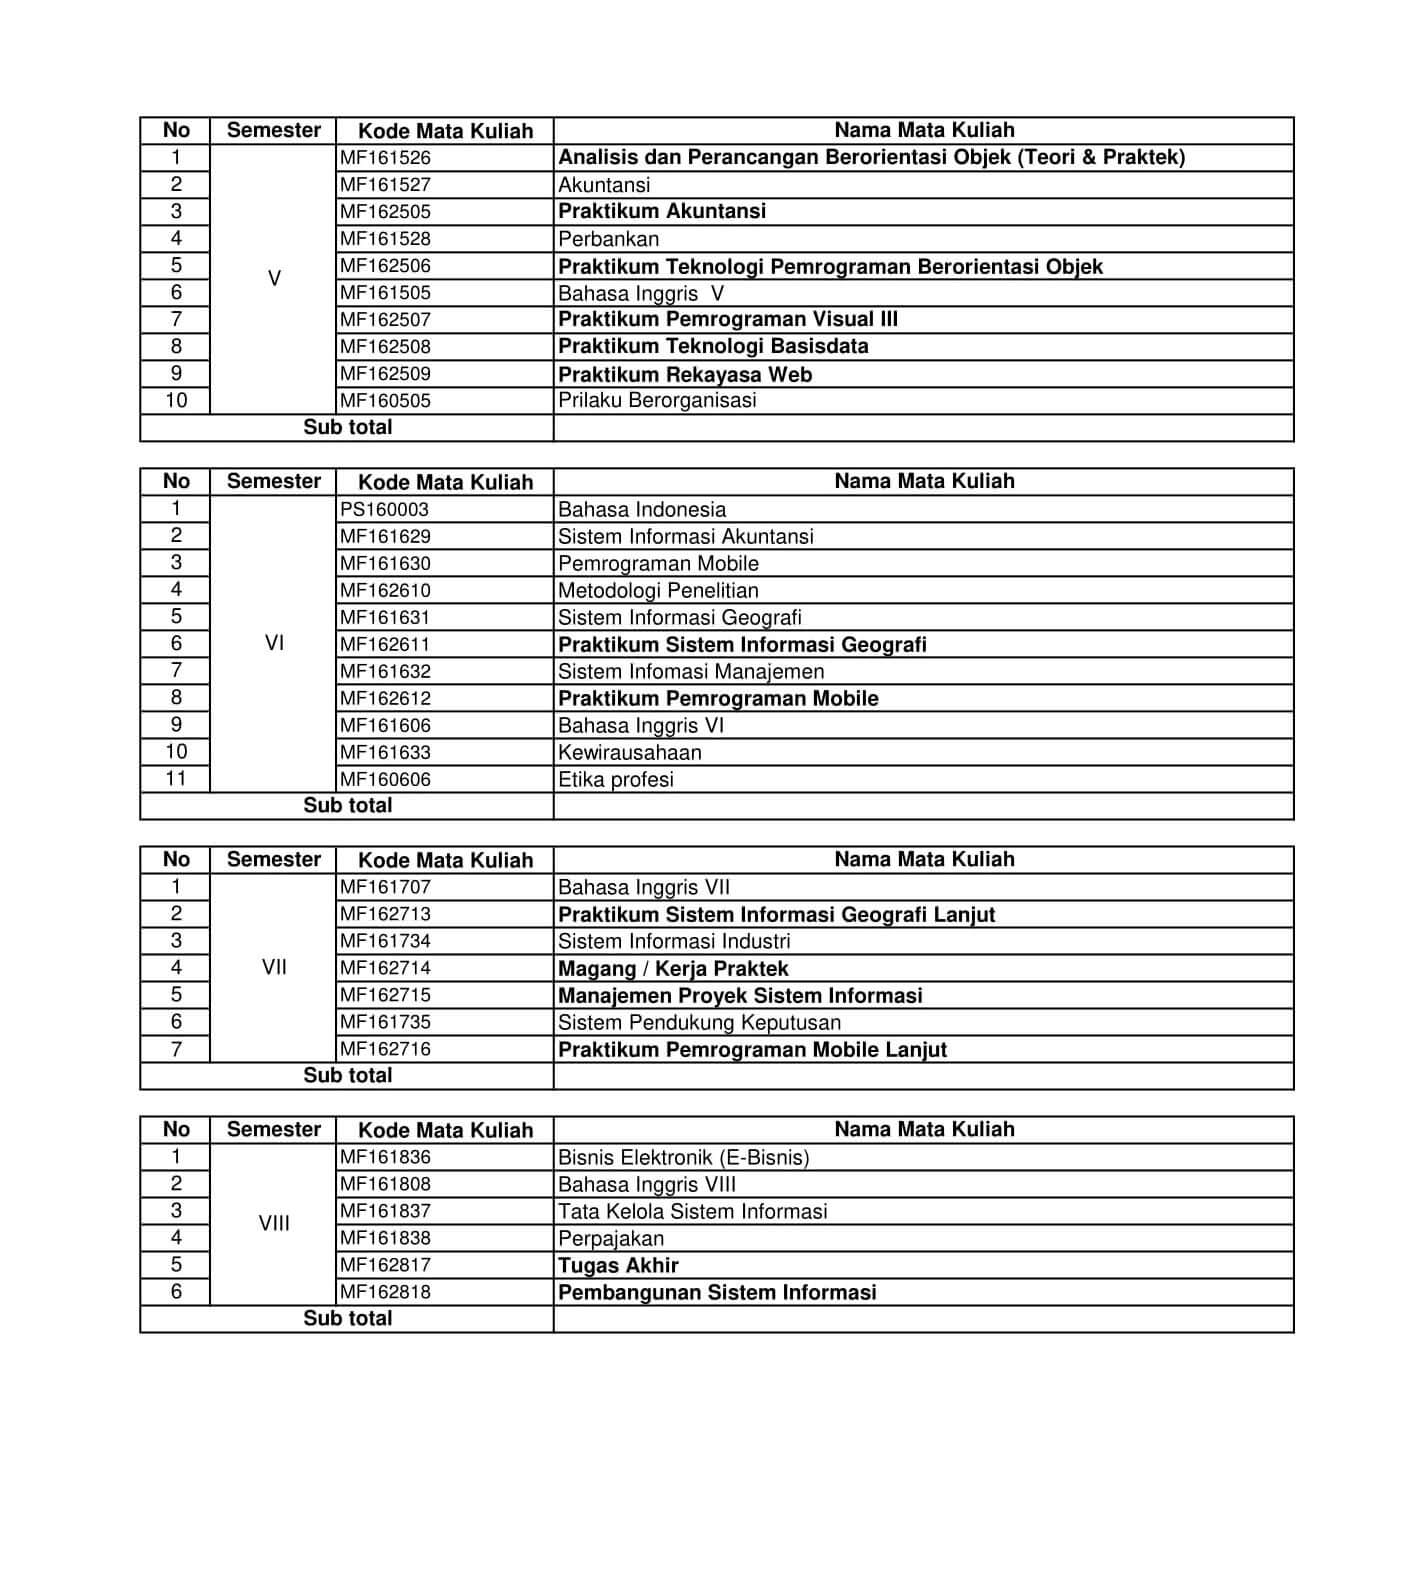 No Semester Kode Mata Kuliah Nama Mata Kuliah
1 MF161526 Analisis dan Perancangan Berorientasi Objek (Teori & Praktek)
2 MF161527 Akuntansi
3 MF162505 Praktikum Akuntansi
4 MF161528 Perbankan
5 MF162506 Praktikum Teknologi Pemrograman Berorientasi Objek
V
6 MF161505 Bahasa Inggris V
7 MF162507 Praktikum Pemrograman Visual III
8 MF162508 Praktikum Teknologi Basisdata
9 MF162509 Praktikum Rekayasa Web
10 MF160505 Prilaku Berorganisasi
Sub total
No Semester Kode Mata Kuliah Nama Mata Kuliah
1 PS160003 Bahasa Indonesia
2 MF161629 Sistem Informasi Akuntansi
3 MF161630 Pemrograman Mobile
4 MF162610 Metodologi Penelitian
5 MF161631 Sistem Informasi Geografi
6 VI MF162611 Praktikum Sistem Informasi Geografi
7 MF161632 Sistem Infomasi Manajemen
8 MF162612 Praktikum Pemrograman Mobile
9 MF161606 Bahasa Inggris VI
10 MF161633 Kewirausahaan
11 MF160606 Etika profesi
Sub total
No Semester Kode Mata Kuliah Nama Mata Kuliah
1 MF161707 Bahasa Inggris VII
2 MF162713 Praktikum Sistem Informasi Geografi Lanjut
3 MF161734 Sistem Informasi Industri
4 VII MF162714 Magang / Kerja Praktek
5 MF162715 Manajemen Proyek Sistem Informasi
6 MF161735 Sistem Pendukung Keputusan
7 MF162716 Praktikum Pemrograman Mobile Lanjut
Sub total
No Semester Kode Mata Kuliah Nama Mata Kuliah
1 MF161836 Bisnis Elektronik (E-Bisnis)
2 MF161808 Bahasa Inggris VIII
3 MF161837 Tata Kelola Sistem Informasi
VIII
4 MF161838 Perpajakan
5 MF162817 Tugas Akhir
6 MF162818 Pembangunan Sistem Informasi
Sub total